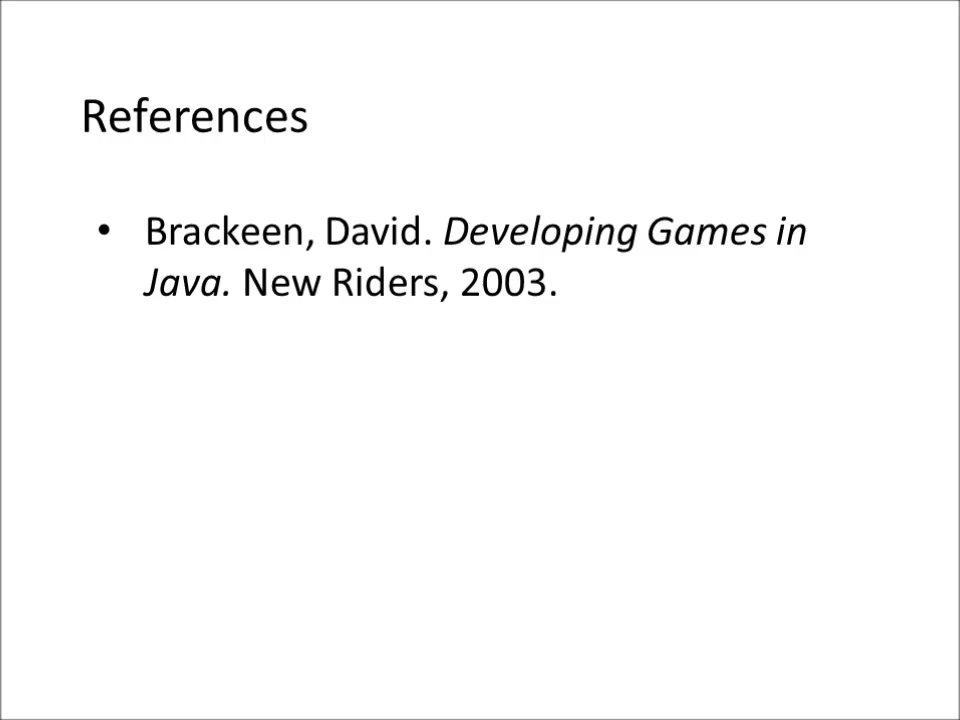 References
• Brackeen, David. Developing Games in
Java. New Riders, 2003.